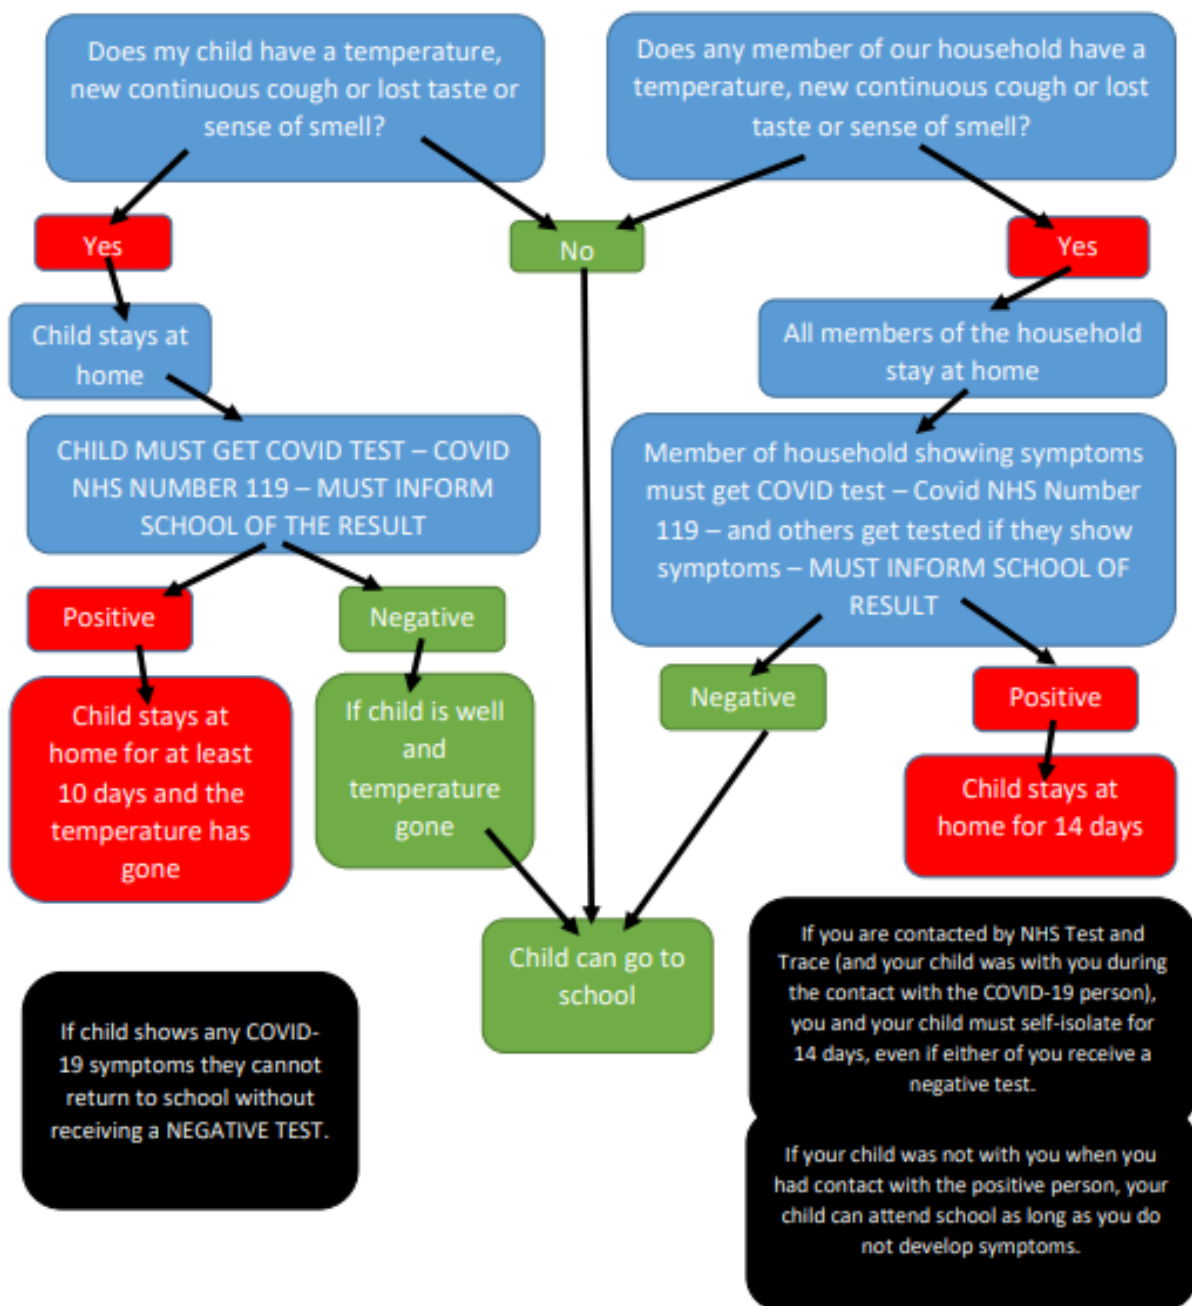 Does my child have a temperature,
new continuous cough or lost taste or
sense of smell?
Does any member of our household have a
temperature, new continuous cough or lost
taste or sense of smell?
Yes
No
Yes
Child stays at
home
All members of the household
stay at home
CHILD MUST GET COVID TEST – COVID
NHS NUMBER 119 – MUST INFORM
SCHOOL OF THE RESULT
Member of household showing symptoms
must get COVID test – Covid NHS Number
119 – and others get tested if they show
symptoms – MUST INFORM SCHOOL OF
RESULT
Positive
Negative
Negative
Positive
Child stays at
home for at least
10 days and the
temperature has
gone
If child is well
and
temperature
gone
Child stays at
home for 14 days
Child can go to
school
If child shows any COVID-
19 symptoms they cannot
return to school without
receiving a NEGATIVE TEST.
If you are contacted by NHS Test and
Trace (and your child was with you during
the contact with the COVID-19 person),
you and your child must self-isolate for
14 days, even if either of you receive a
negative test.
If your child was not with you when you
had contact with the positive person, your
child can attend school as long as you do
not develop symptoms.